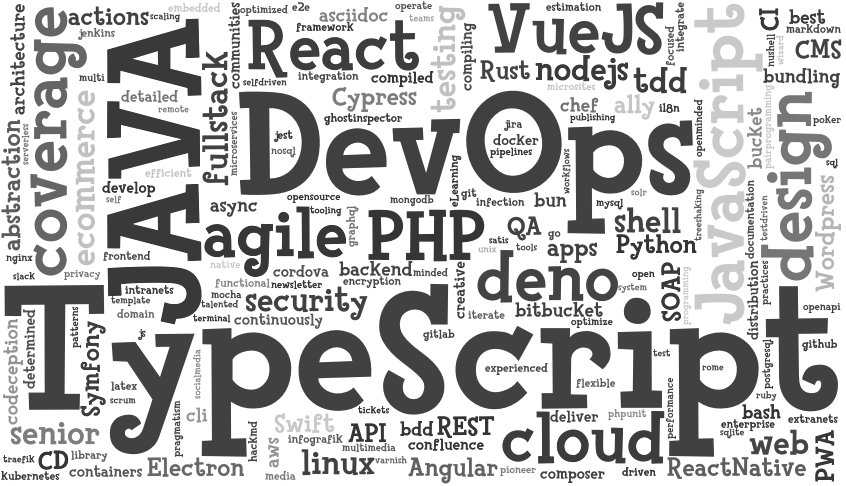 embedded
optimized
e2e
asciidoc
operate
teams
estimation
focused
integrate
CI
best
markdown
actions
scaling
jenkins
framework
React
VueJS
compiling
testing
nushell
wizard
CMS
architecture
coverage
multi
JAVA
fullstack
communities
selfdriven
integration
compiled
Rust
nodejs
tdd
JavaScript
bundling
detailed
remote
Cypress
microsites
ghostinspector
chef
publishing
ally
il8n
openminded
bucket
pairprogramming
design
poker
sql
abstraction
serverless
ecommerce
efficient
develop
self
microservices
DevOps
jest
nosql
jira
docker
pipelines
workflows
eLearning
git
opensource
tooling
mongodb
infection
bun
mysql
solr
treeshaking
documentation
testdriven
Wordpress
nginx
slack
frontend
privacy
async
agile
graphql
PHP
QA
satis
unix
tools
go
apps
shell
Python
native
functional
cordova
newsletter
backend
minded
encryption
creative
deno
system
open
SOAP
programming
distribution
practices
intranets
template
domain
mocha
talented
terminal
security
continuously
iterate
bitbucket
optimize
openapi
github
codeception
determined
patterns
Symfony
js
TypeScript
gitlab
experienced
flexible
test
rome
postgresql
ruby
latex
scrum
socialmedia
pragmatism
cli
hackmd
tickets
performance
phpunit
deliver
bash
enterprise
sqlite
extranets
senior
Swift
infografik
API
multimedia
bdd
REST
confluence
cloud
web
PWA
traefik
CD
library
Kubernetes
containers
Electron
aws
media
linux
varnish
Angular
pioneer
composer
driven
ReactNative